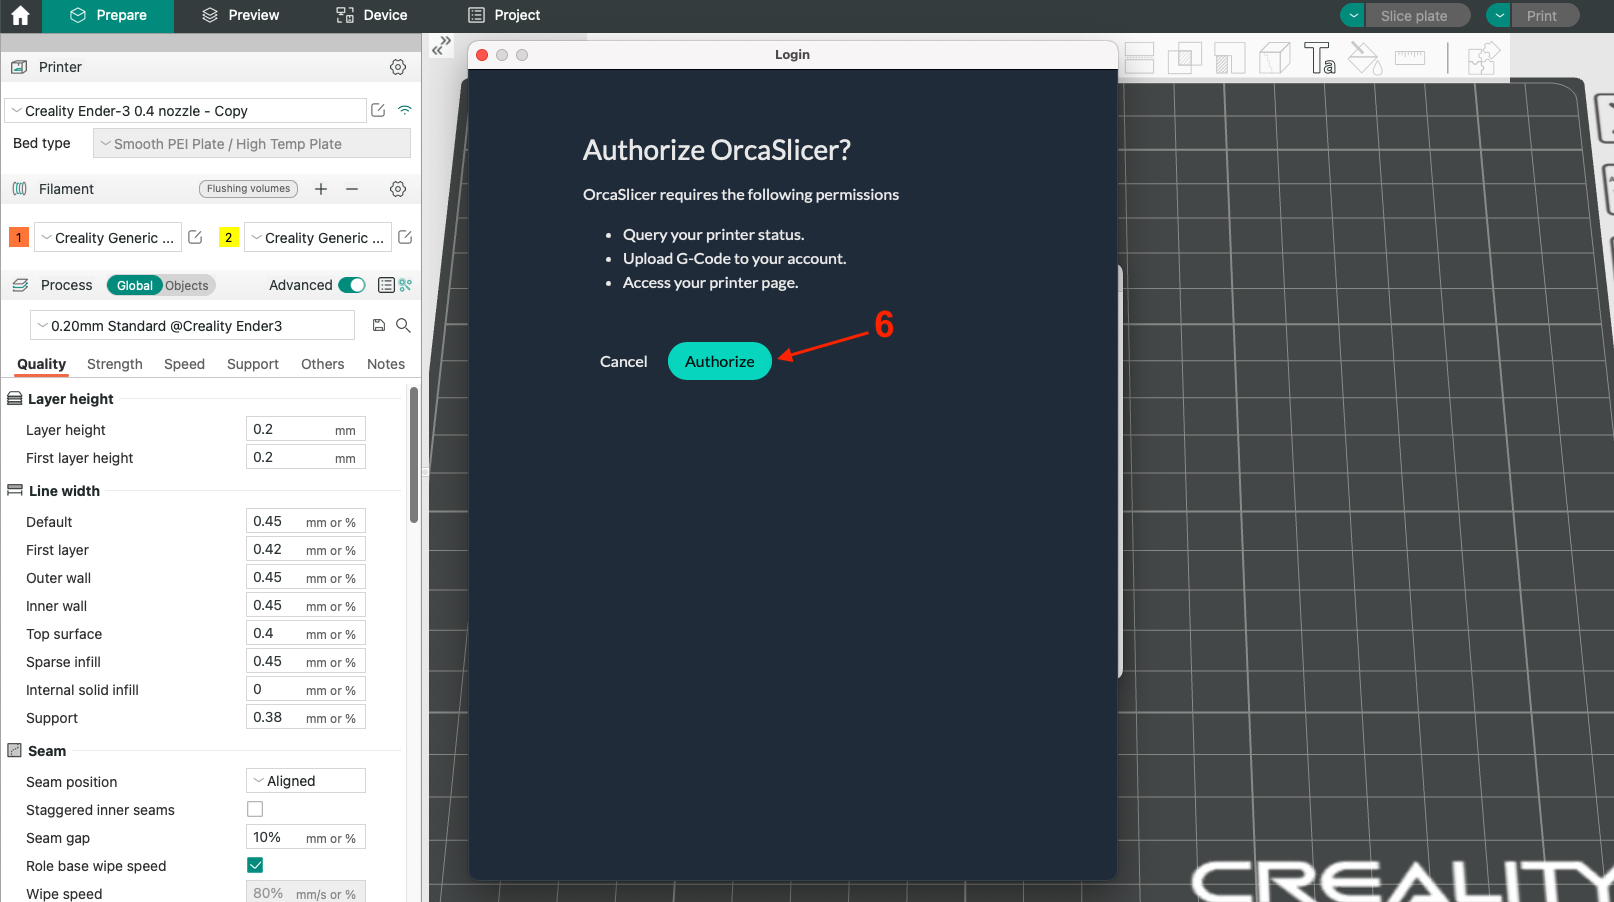 Prepare
Preview
Device
Project
Slice plate
Print
Printer
Creality Ender-3 0.4 nozzle - Copy
Bed type
Smooth PEI Plate / High Temp Plate
Filament
Flushing volumes
1
Creality Generic ...
2
Creality Generic ...
Process
Global
Objects
Advanced
0.20mm Standard @Creality Ender3
Quality
Strength
Speed
Support
Others
Notes
Layer height
Layer height
0.2 mm
First layer height
0.2 mm
Line width
Default
0.45 mm or %
First layer
0.42 mm or %
Outer wall
0.45 mm or %
Inner wall
0.45 mm or %
Top surface
0.4 mm or %
Sparse infill
0.45 mm or %
Internal solid infill
0 mm or %
Support
0.38 mm or %
Seam
Seam position
Aligned
Staggered inner seams
Seam gap
10% mm or %
Role base wipe speed
Wipe speed
80% mm/s or %
Login
Authorize OrcaSlicer?
OrcaSlicer requires the following permissions
• Query your printer status.
• Upload G-Code to your account.
• Access your printer page.
6
Cancel
Authorize
Ta
CREALITY